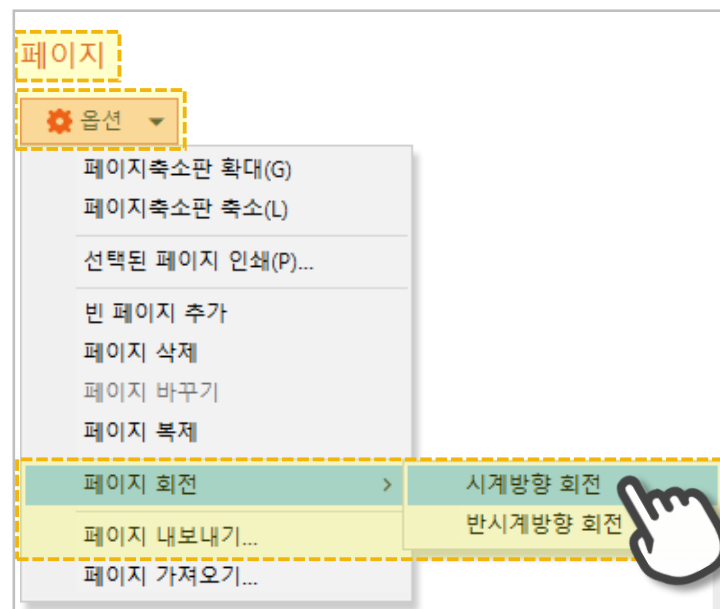 페이지
옵션
페이지축소판 확대(G)
페이지축소판 축소(L)
선택된 페이지 인쇄(P)...
빈 페이지 추가
페이지 삭제
페이지 바꾸기
페이지 복제
페이지 회전
시계방향 회전
반시계방향 회전
페이지 내보내기...
페이지 가져오기...